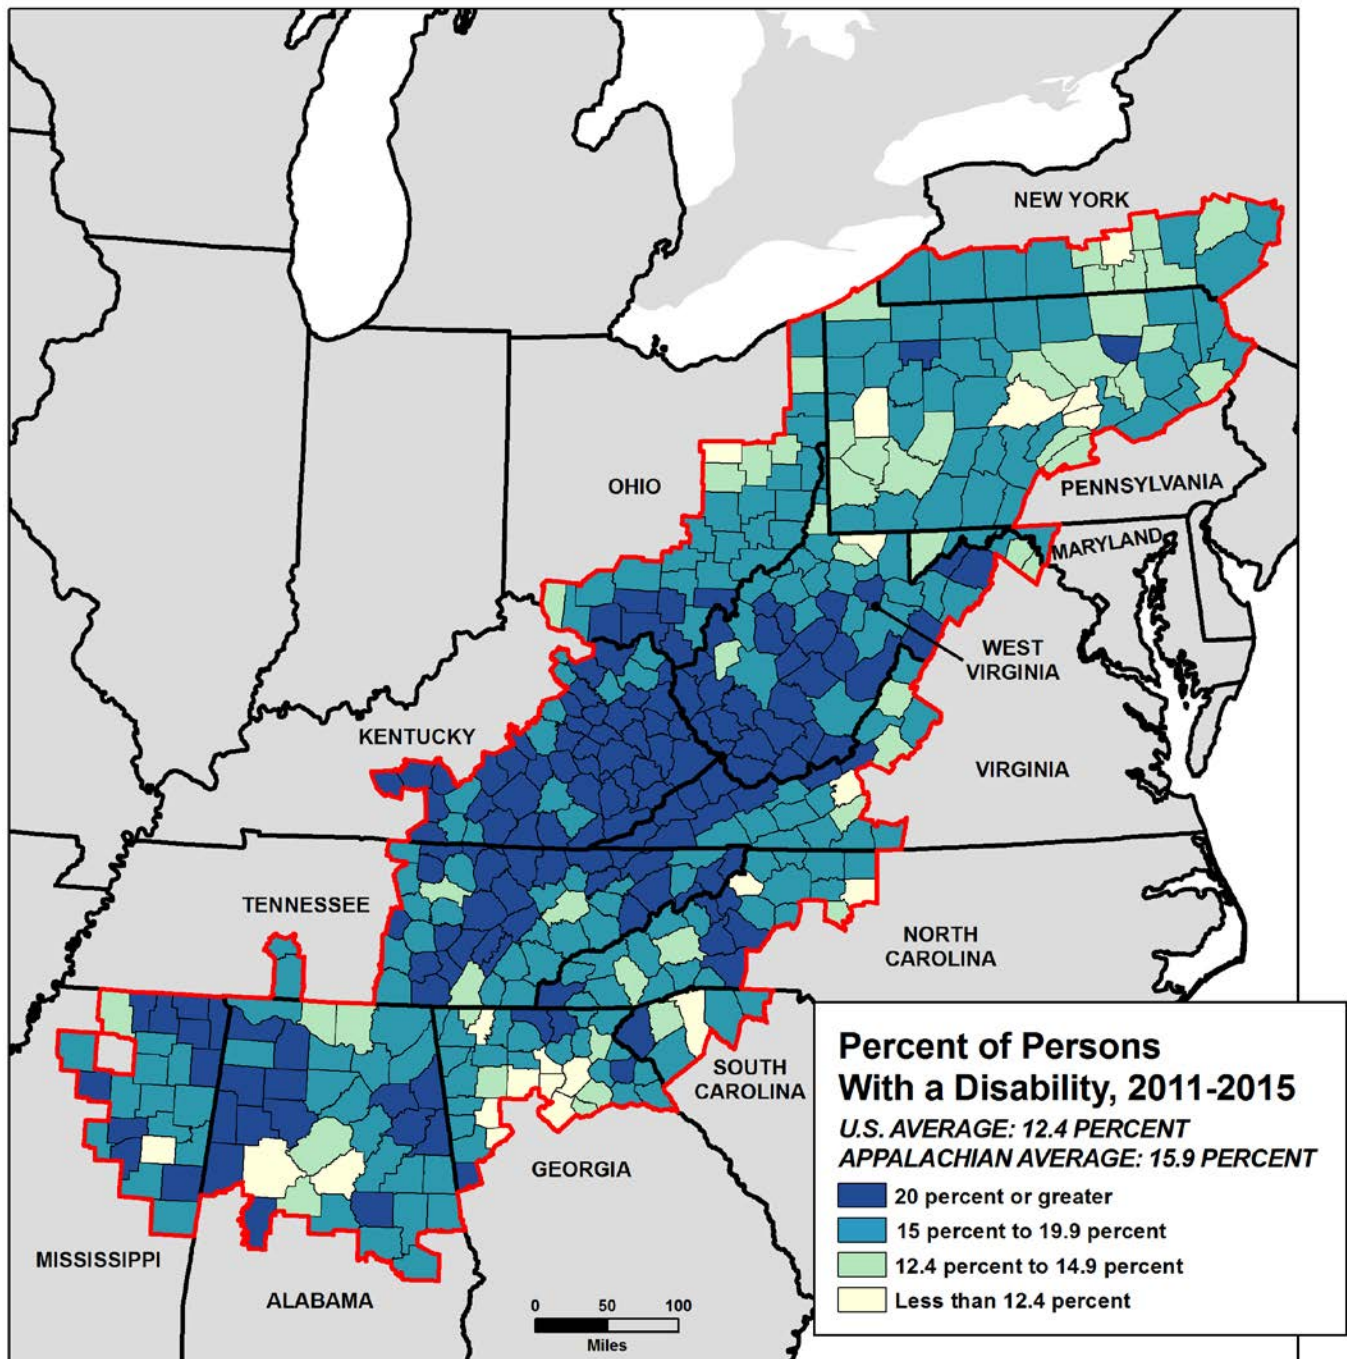 NEW YORK
OHIO
PENNSYLVANIA
MARYLAND
WEST
VIRGINIA
KENTUCKY
VIRGINIA
TENNESSEE
NORTH
CAROLINA
SOUTH
CAROLINA
GEORGIA
MISSISSIPPI
ALABAMA
0 50 100
Miles
Percent of Persons
With a Disability, 2011-2015
U.S. AVERAGE: 12.4 PERCENT
APPALACHIAN AVERAGE: 15.9 PERCENT
20 percent or greater
15 percent to 19.9 percent
12.4 percent to 14.9 percent
Less than 12.4 percent